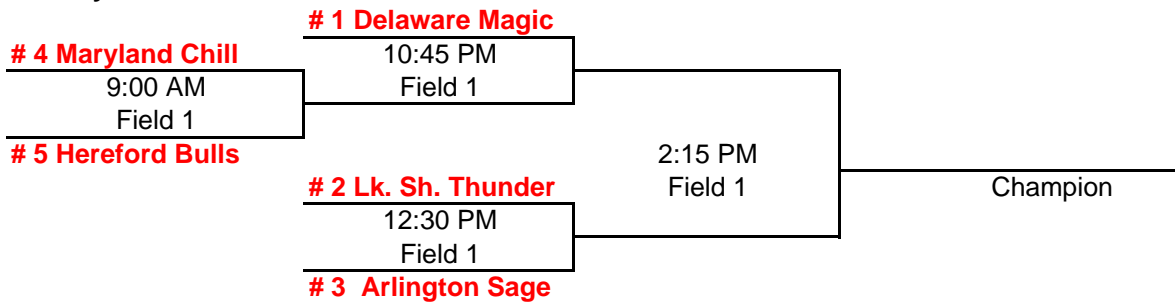 # 1 Delaware Magic
# 4 Maryland Chill
10:45 PM
9:00 AM
Field 1
Field 1
# 5 Hereford Bulls
2:15 PM
# 2 Lk. Sh. Thunder
Field 1
Champion
12:30 PM
Field 1
# 3 Arlington Sage